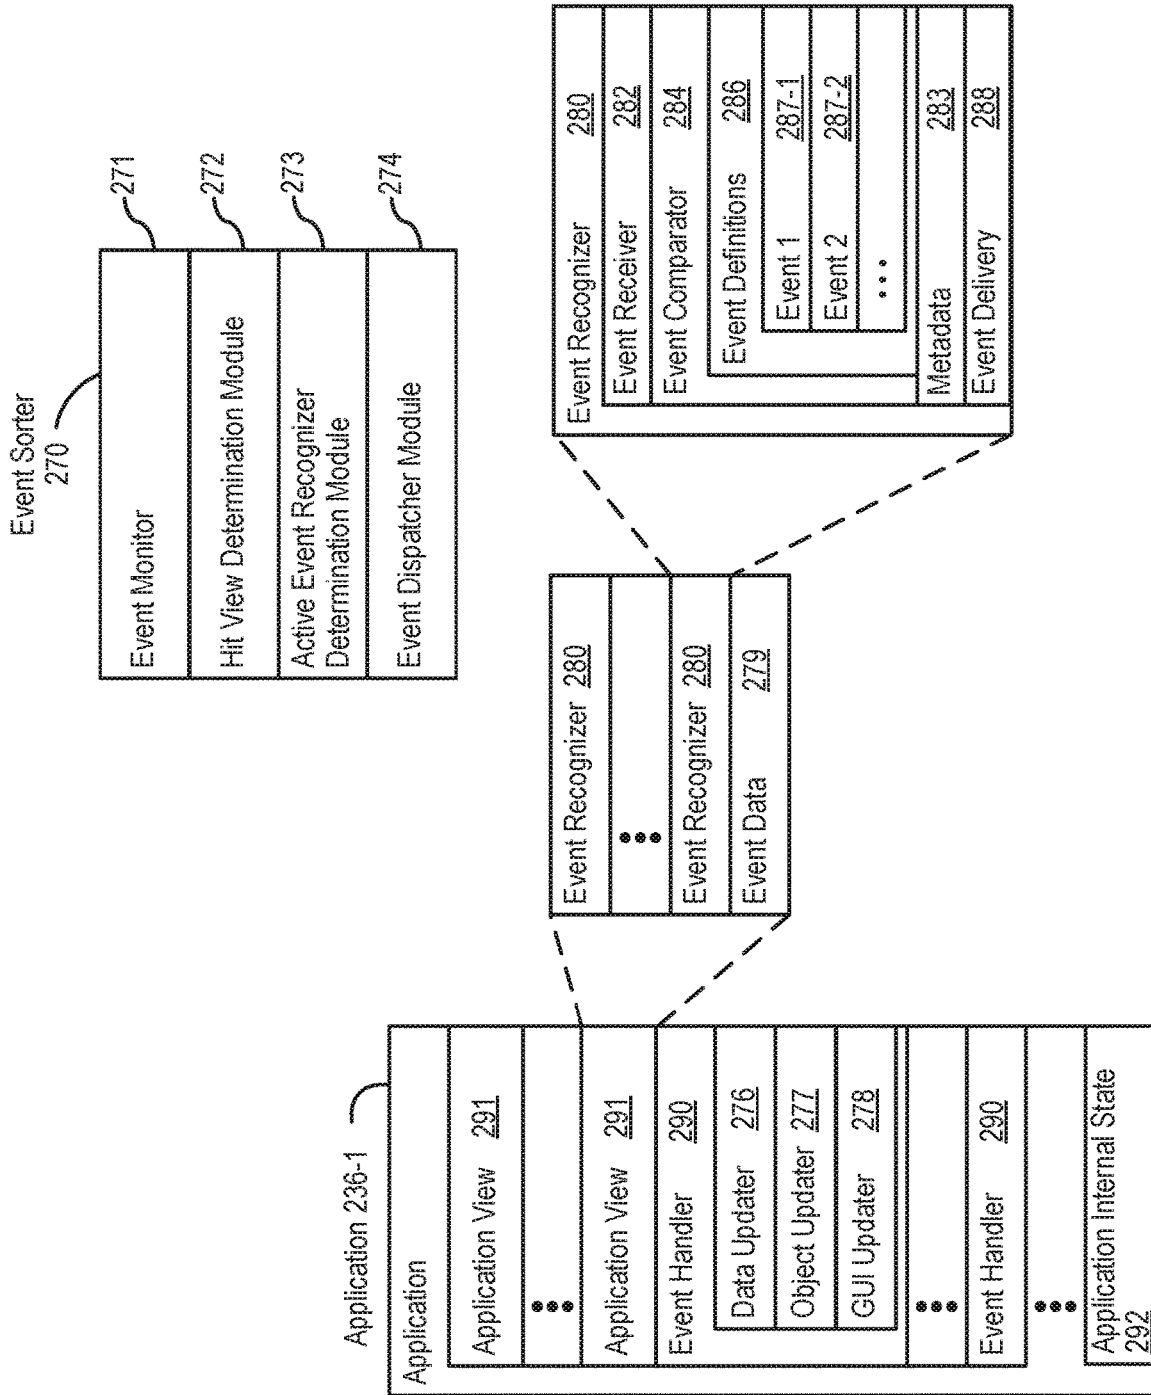 Event Sorter
270
Event Monitor
271
Hit View Determination Module
272
Active Event Recognizer
Determination Module
273
Event Dispatcher Module
274
Application 236-1
Application
Application View 291
•••
Application View 291
Event Handler 290
Data Updater 276
Object Updater 277
GUI Updater 278
•••
Event Handler 290
•••
Application Internal State
292
Event Recognizer 280
•••
Event Recognizer 280
Event Data 279
Event Recognizer 280
Event Receiver 282
Event Comparator 284
Event Definitions 286
Event 1 287-1
Event 2 287-2
•••
Metadata 283
Event Delivery 288